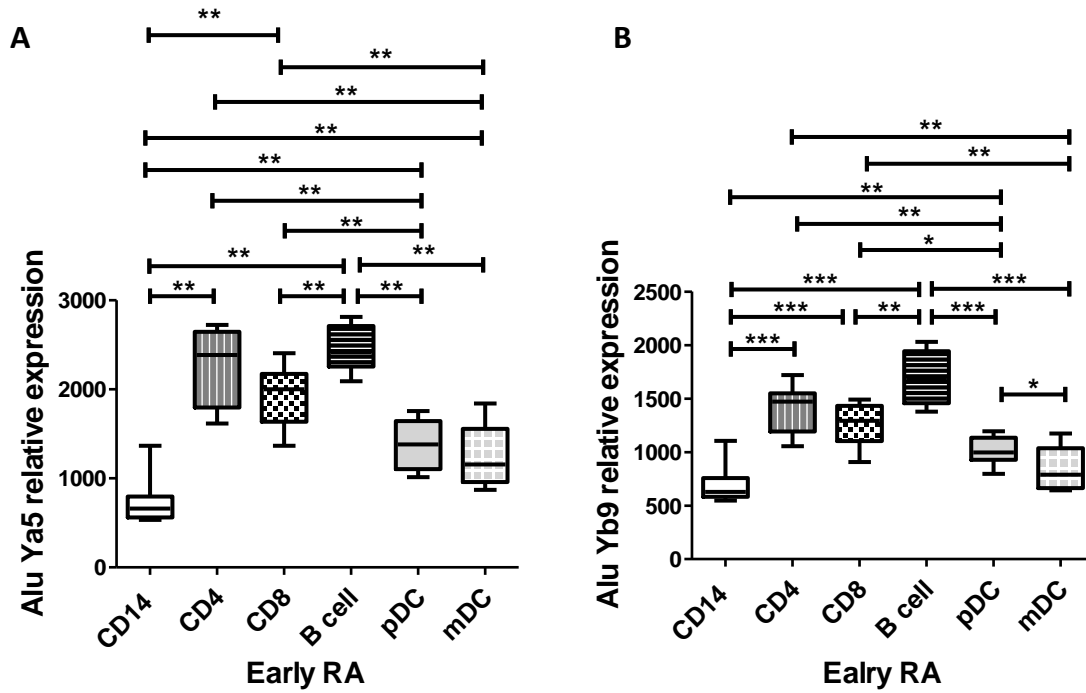 A
**
**
**
**
**
**
**
** **
** ** **
3000
2000
1000
0
Alu Ya5 relative expression
CD14 CD4 CD8 B cell pDC mDC
Early RA
B
**
**
**
**
*
*** ***
*** ** ***
***
*
2500
2000
1500
1000
500
0
Alu Yb9 relative expression
CD14 CD4 CD8 B cell pDC mDC
Ealry RA